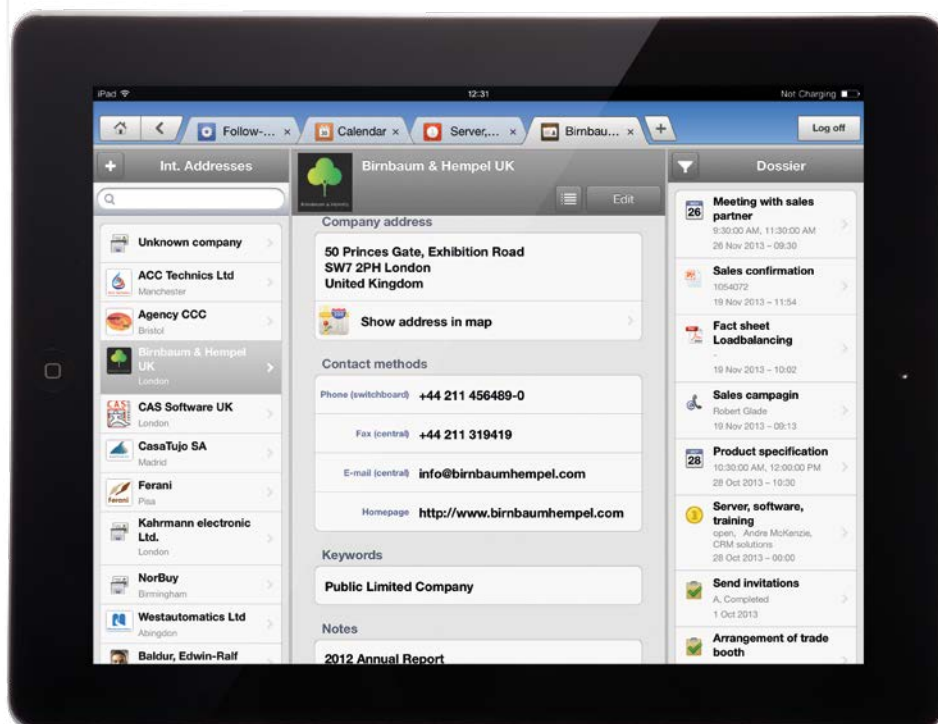 iPad
12:31
Not Charging
Follow-... ×
Calendar ×
Server,... ×
Birnbau... ×
+
Log off
+
Int. Addresses
Unknown company
ACC Technics Ltd
Manchester
Agency CCC
Bristol
Birnbaum & Hempel
UK
London
CAS Software UK
London
CasaTujo SA
Madrid
Ferani
Pisa
Kahrmann electronic
Ltd.
London
NorBuy
Birmingham
Westautomatics Ltd
Abingdon
Baldur, Edwin-Ralf
CAS
Ferani
Birnbaum & Hempel UK
Edit
Company address
50 Princes Gate, Exhibition Road
SW7 2PH London
United Kingdom
Show address in map
Contact methods
Phone (switchboard) +44 211 456489-0
Fax (central) +44 211 319419
E-mail (central) info@birnbaumhempel.com
Homepage http://www.birnbaumhempel.com
Keywords
Public Limited Company
Notes
2012 Annual Report
Dossier
26
Meeting with sales
partner
9:30:00 AM, 11:30:00 AM
26 Nov 2013 – 09:30
Sales confirmation
1054072
19 Nov 2013 – 11:54
Fact sheet
Loadbalancing
-
19 Nov 2013 – 10:02
Sales campagin
Robert Glade
19 Nov 2013 – 09:13
28
Product specification
10:30:00 AM, 12:00:00 PM
28 Oct 2013 – 10:30
Server, software,
training
open, Andre McKenzie,
CRM solutions
28 Oct 2013 – 00:00
Send invitations
A, Completed
1 Oct 2013
Arrangement of trade
booth